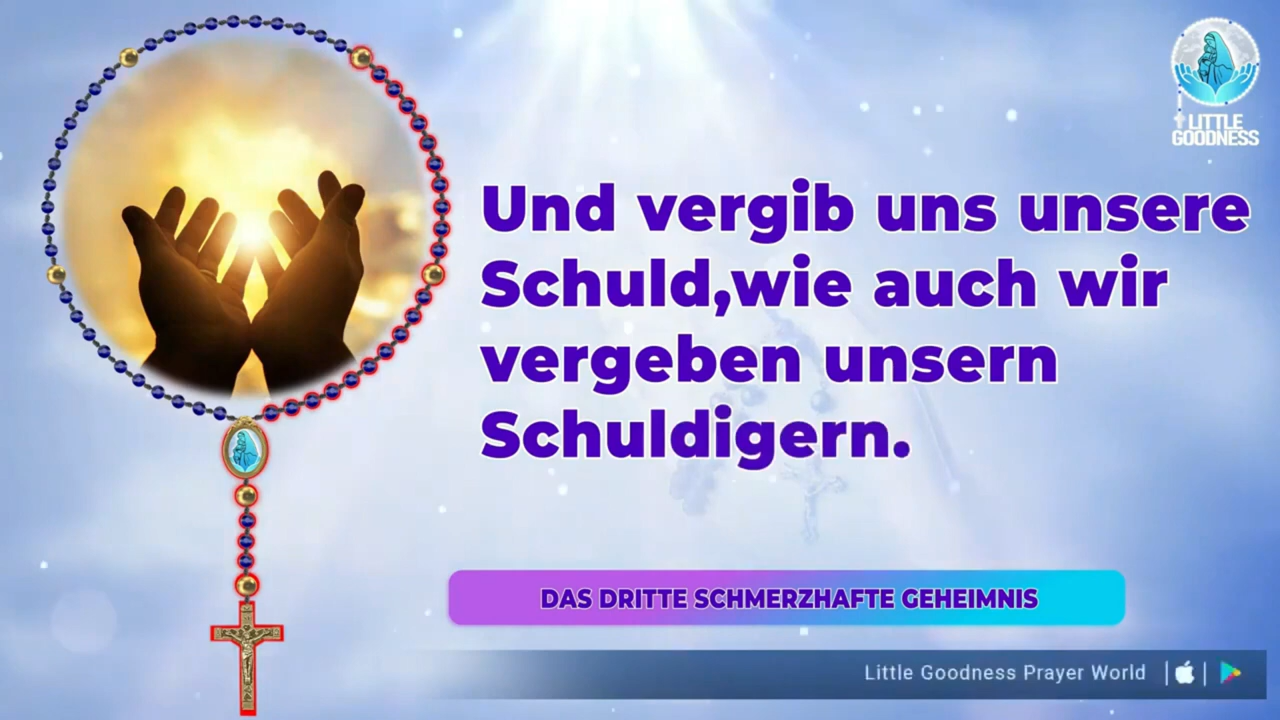 LITTLE
GOODNESS
Und vergib uns unsere
Schuld,wie auch wir
vergeben unsern
Schuldigern.
DAS DRITTE SCHMERZHAFTE GEHEIMNIS
Little Goodness Prayer World